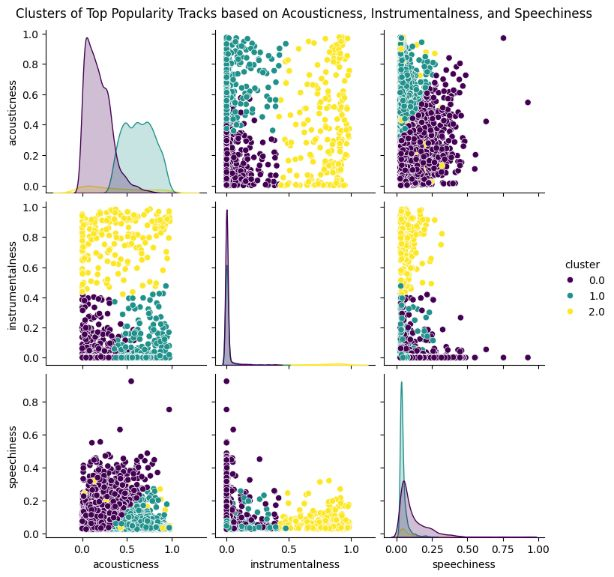 Clusters of Top Popularity Tracks based on Acousticness, Instrumentalness, and Speechiness
1.0
0.8
0.6
0.4
0.2
0.0
acousticness
1.0
0.8
0.6
0.4
0.2
0.0
instrumentalness
cluster
0.0
1.0
2.0
0.8
0.6
0.4
0.2
0.0
speechiness
0.0 0.5 1.0
0.0 0.5 1.0
0.00 0.25 0.50 0.75 1.00
acousticness
instrumentalness
speechiness